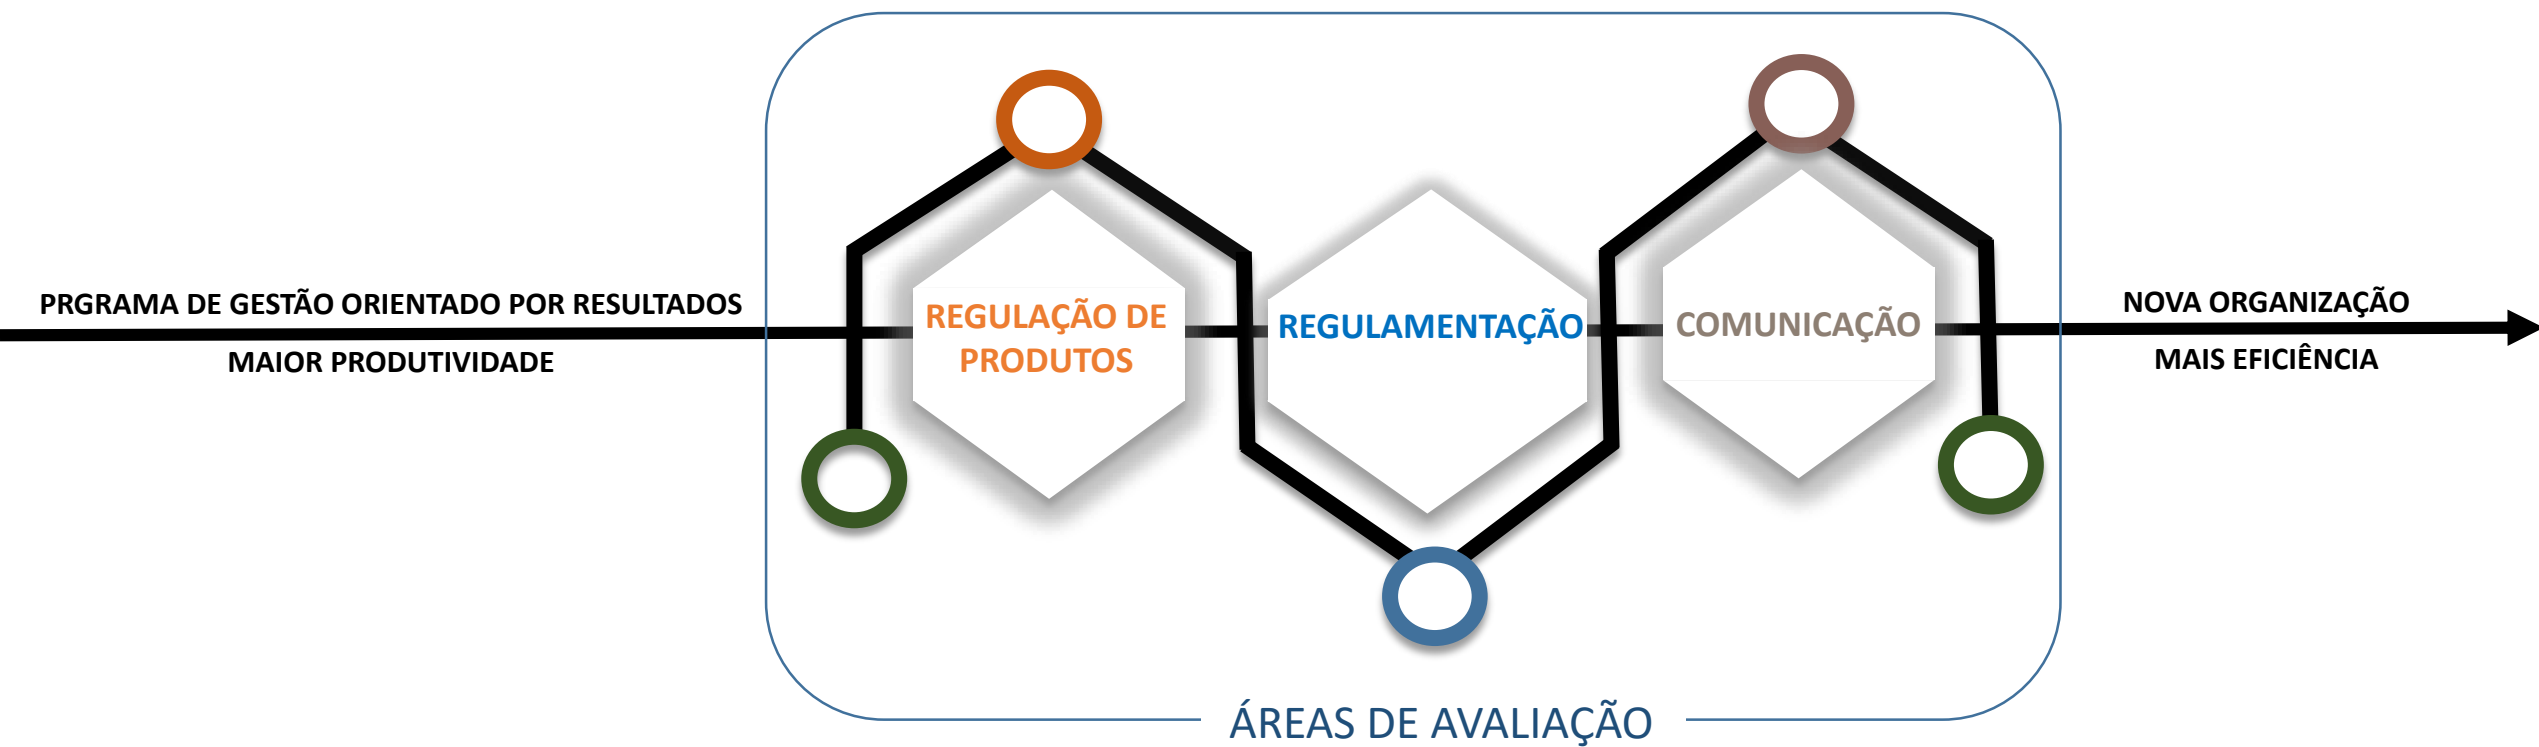 PRGRAMA DE GESTÃO ORIENTADO POR RESULTADOS
MAIOR PRODUTIVIDADE
REGULAÇÃO DE
PRODUTOS
REGULAMENTAÇÃO
COMUNICAÇÃO
NOVA ORGANIZAÇÃO
MAIS EFICIÊNCIA
ÁREAS DE AVALIAÇÃO